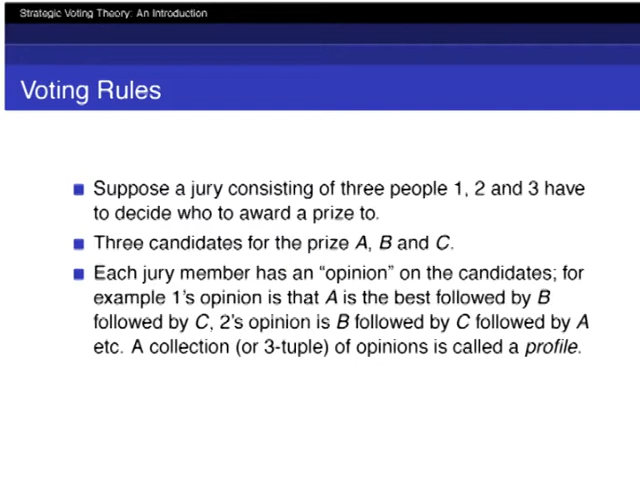 Strategic Voting Theory: An Introduction
Voting Rules
Suppose a jury consisting of three people 1, 2 and 3 have
to decide who to award a prize to.
Three candidates for the prize A, B and C.
Each jury member has an “opinion” on the candidates; for
example 1’s opinion is that A is the best followed by B
followed by C, 2’s opinion is B followed by C followed by A
etc. A collection (or 3-tuple) of opinions is called a profile.